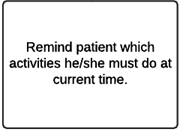 Remind patient which
activities he/she must do at
current time.